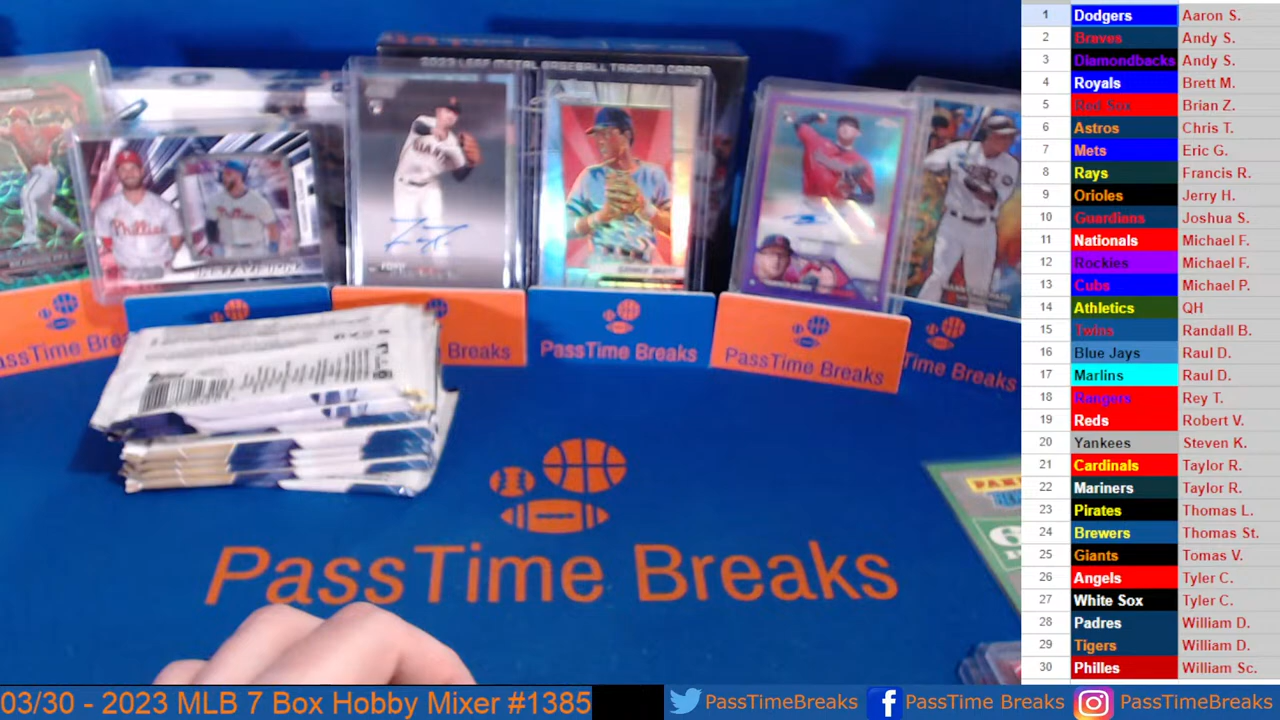 2023 LEAF METAL BASEBALL TRADING CARDS
GIANTS
Phillies
Phillies
PassTime Breaks
Breaks
PassTime Breaks
PassTime Breaks
PassTime Breaks
PANINI
PassTime Breaks
1 Dodgers Aaron S.
2 Braves Andy S.
3 Diamondbacks Andy S.
4 Royals Brett M.
5 Red Sox Brian Z.
6 Astros Chris T.
7 Mets Eric G.
8 Rays Francis R.
9 Orioles Jerry H.
10 Guardians Joshua S.
11 Nationals Michael F.
12 Rockies Michael F.
13 Cubs Michael P.
14 Athletics QH
15 Twins Randall B.
16 Blue Jays Raul D.
17 Marlins Raul D.
18 Rangers Rey T.
19 Reds Robert V.
20 Yankees Steven K.
21 Cardinals Taylor R.
22 Mariners Taylor R.
23 Pirates Thomas L.
24 Brewers Thomas St.
25 Giants Tomas V.
26 Angels Tyler C.
27 White Sox Tyler C.
28 Padres William D.
29 Tigers William D.
30 Philles William Sc.
03/30 - 2023 MLB 7 Box Hobby Mixer #1385
PassTimeBreaks
PassTime Breaks
PassTimeBreaks